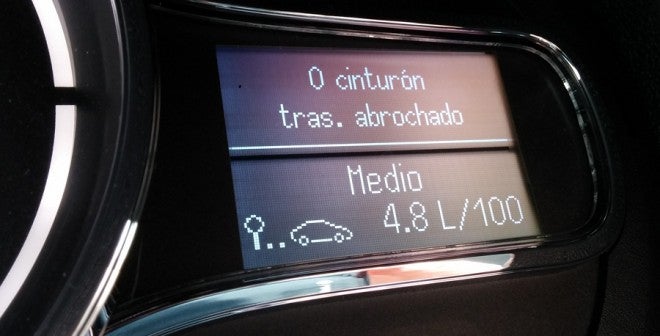 0 cinturón
tras. abrochado
Medio
4.8 L/100